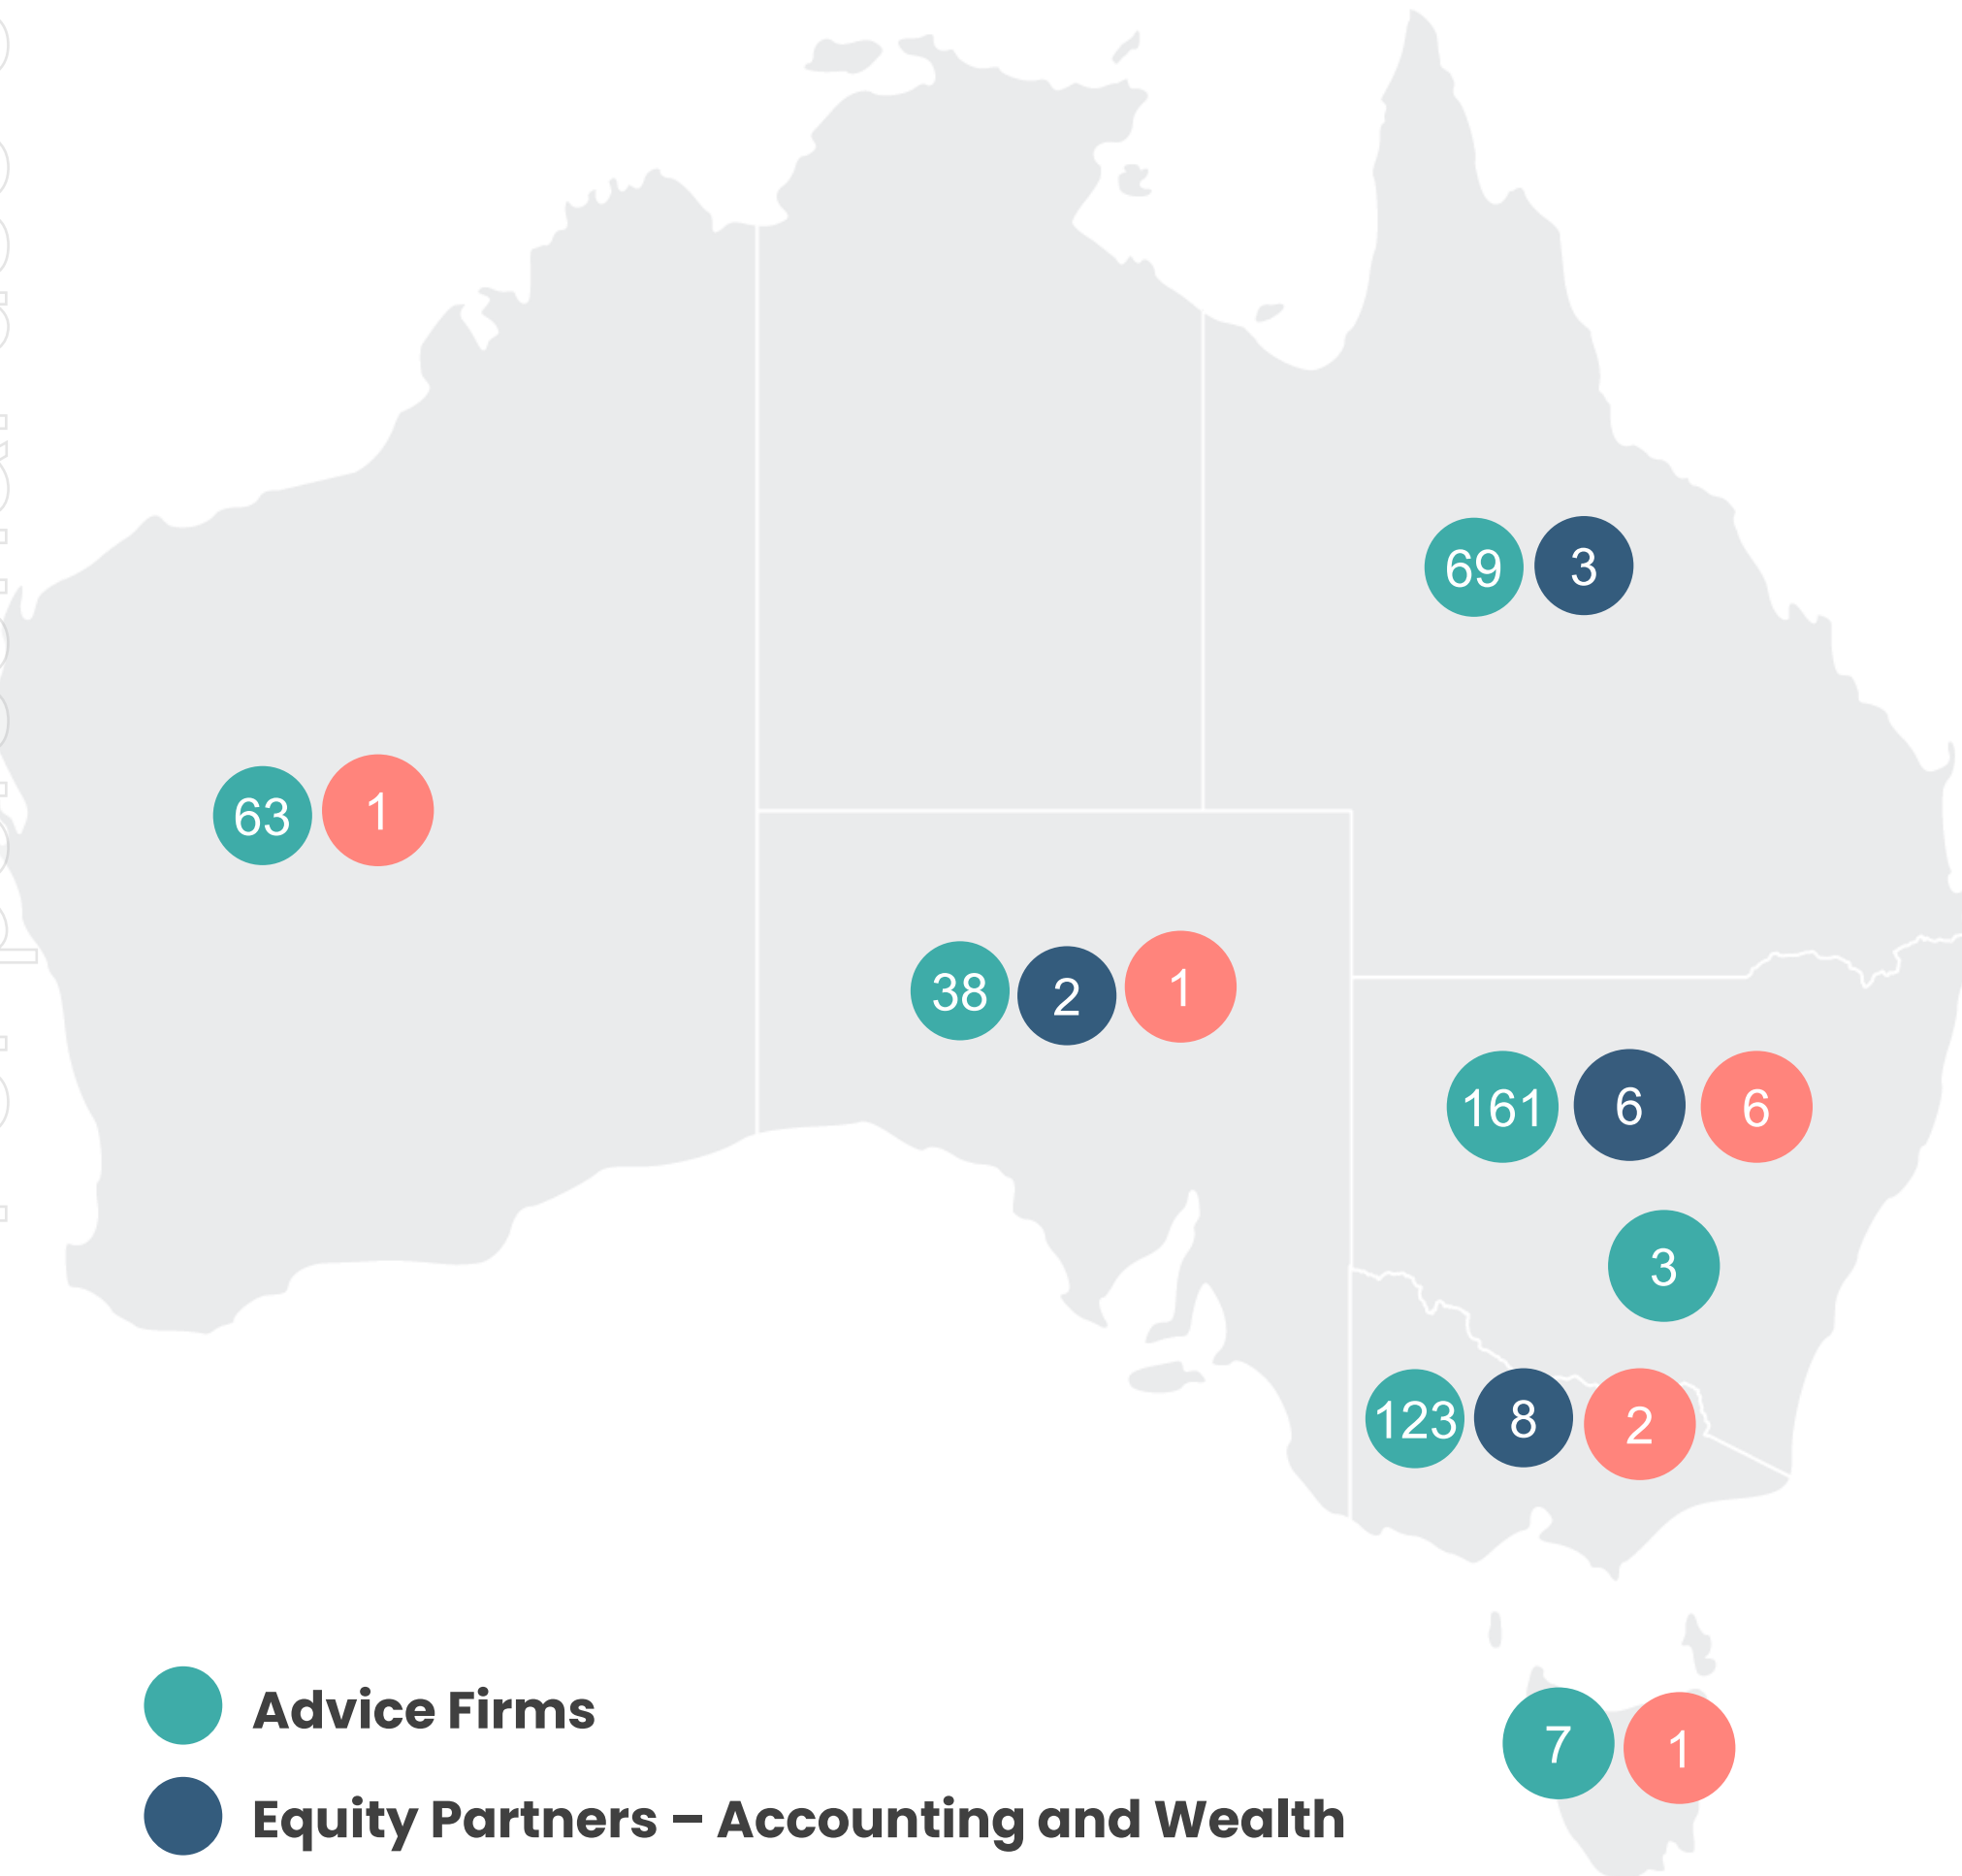 69 3
63 1
38 2 1
161 6 6
3
123 8 2
7 1
Advice Firms
Equity Partners — Accounting and Wealth